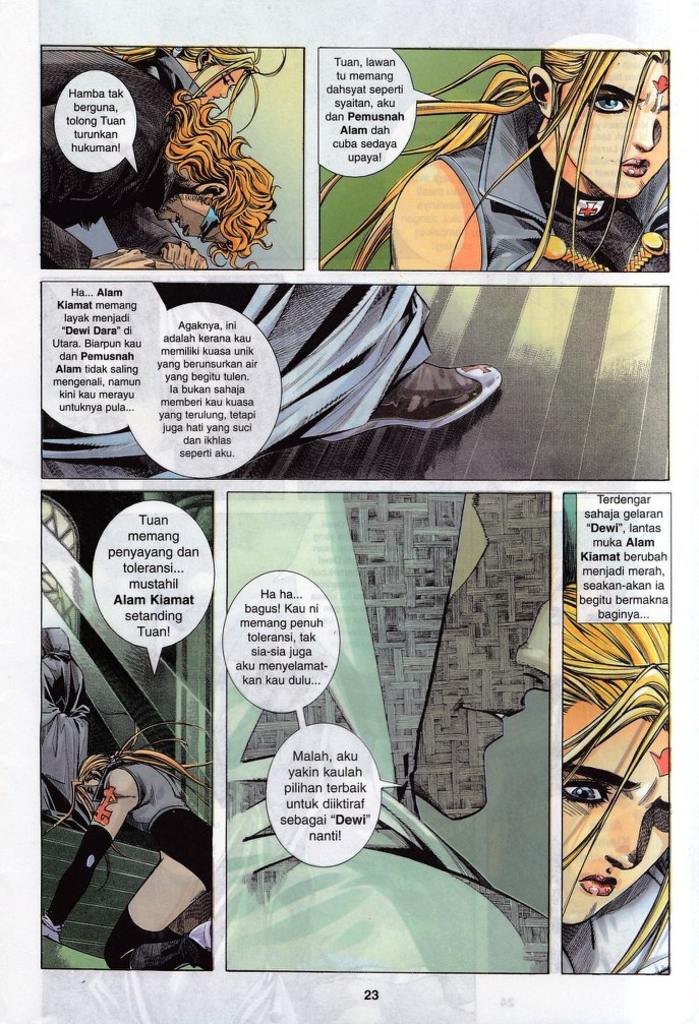 Hamba tak
berguna,
tolong Tuan
turunkan
hukuman!
Tuan, lawan
tu memang
dahsyat seperti
syaitan, aku
dan Pemusnah
Alam dah
cuba sedaya
upaya!
Ha... Alam
Kiamat memang
layak menjadi
"Dewi Dara" di
Utara. Biarpun kau
dan Pemusnah
Alam tidak saling
mengenali, namun
kini kau merayu
untuknya pula...
Agaknya, ini
adalah kerana kau
memiliki kuasa unik
yang berunsurkan air
yang begitu tulen.
Ia bukan sahaja
memberi kau kuasa
yang terulung, tetapi
juga hati yang suci
dan ikhlas
seperti aku.
Tuan
memang
penyayang dan
toleransi...
mustahil
Alam Kiamat
setanding
Tuan!
Ha ha...
bagus! Kau ni
memang penuh
toleransi, tak
sia-sia juga
aku menyelamat-
kan kau dulu...
Malah, aku
yakin kaulah
pilihan terbaik
untuk diiktiraf
sebagai "Dewi"
nanti!
Terdengar
sahaja gelaran
"Dewi", lantas
muka Alam
Kiamat berubah
menjadi merah,
seakan-akan ia
begitu bermakna
baginya...
23